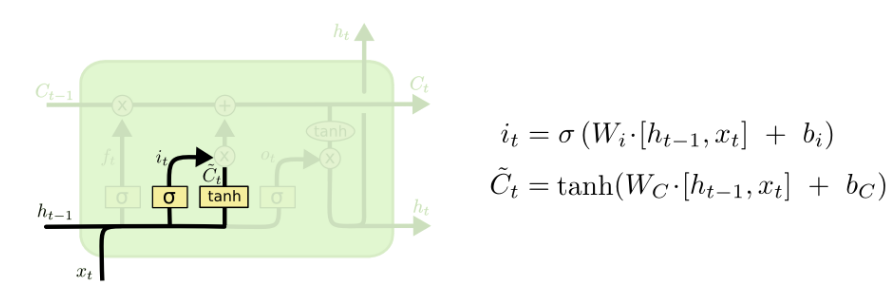 h_t
C_{t-1}
C_t
tanh
f_t
i_t
o_t
C̃_t
σ
σ
tanh
σ
h_{t-1}
h_t
x_t
i_t = σ (W_i·[h_{t-1}, x_t] + b_i)
C̃_t = tanh(W_C·[h_{t-1}, x_t] + b_C)